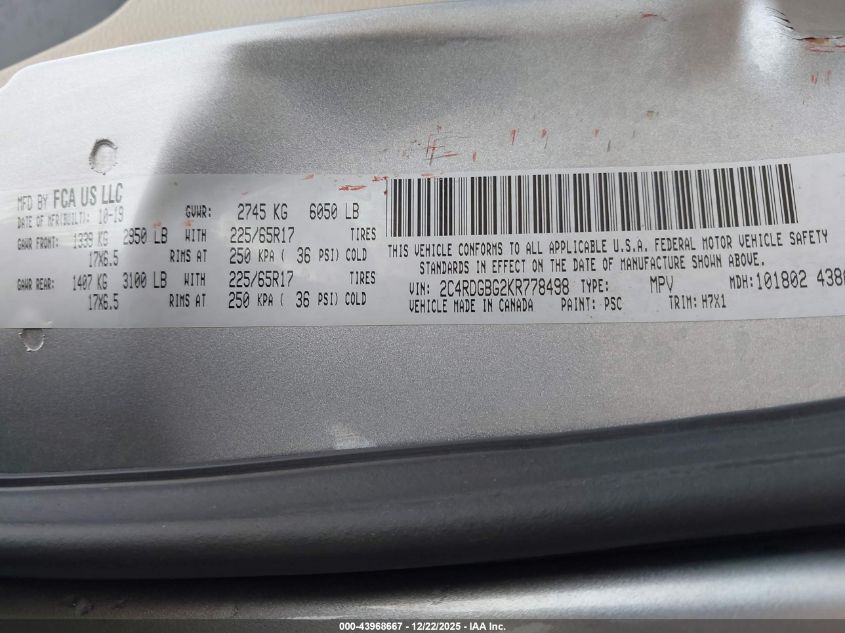 MFD BY FCA US LLC
DATE OF MFR(BUILT): 10-19 GVWR: 2745 KG 6050 LB
GAWR FRONT: 1339 KG 2950 LB WITH 225/65R17 TIRES
17X6.5 RIMS AT 250 KPA ( 36 PSI) COLD
GAWR REAR: 1407 KG 3100 LB WITH 225/65R17 TIRES
17X6.5 RIMS AT 250 KPA ( 36 PSI) COLD
THIS VEHICLE CONFORMS TO ALL APPLICABLE U.S.A. FEDERAL MOTOR VEHICLE SAFETY
STANDARDS IN EFFECT ON THE DATE OF MANUFACTURE SHOWN ABOVE.
VIN: 2C4RDGBG2KR778498 TYPE: MPV MDH: 101802 438
VEHICLE MADE IN CANADA PAINT: PSC TRIM: H7X1
000-43968667 - 12/22/2025 - IAA Inc.